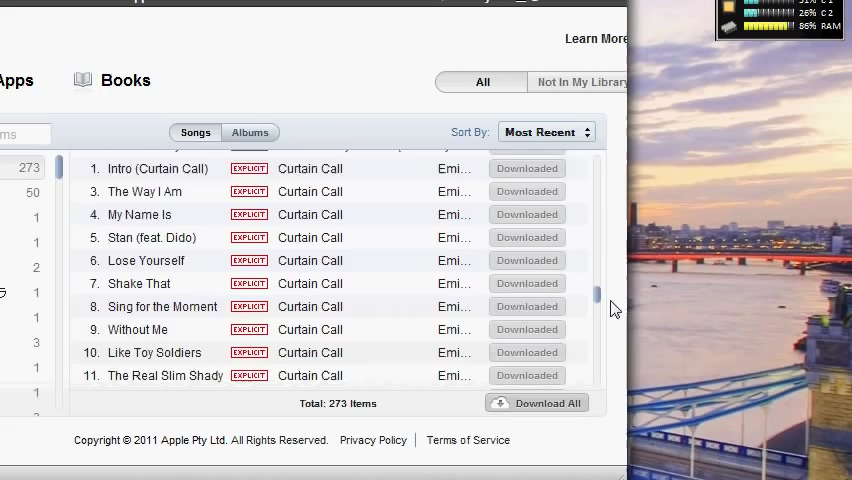 26% C 2
86% RAM
Learn More
Apps Books All Not In My Library
Songs Albums Sort By: Most Recent
273
50
1
1
2
1
1
3
1
1
1. Intro (Curtain Call) EXPLICIT Curtain Call Emi... Downloaded
3. The Way I Am EXPLICIT Curtain Call Emi... Downloaded
4. My Name Is EXPLICIT Curtain Call Emi... Downloaded
5. Stan (feat. Dido) EXPLICIT Curtain Call Emi... Downloaded
6. Lose Yourself EXPLICIT Curtain Call Emi... Downloaded
7. Shake That EXPLICIT Curtain Call Emi... Downloaded
8. Sing for the Moment EXPLICIT Curtain Call Emi... Downloaded
9. Without Me EXPLICIT Curtain Call Emi... Downloaded
10. Like Toy Soldiers EXPLICIT Curtain Call Emi... Downloaded
11. The Real Slim Shady EXPLICIT Curtain Call Emi... Downloaded
Total: 273 Items Download All
Copyright © 2011 Apple Pty Ltd. All Rights Reserved. Privacy Policy Terms of Service